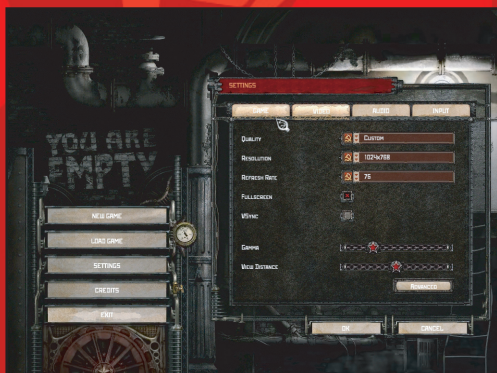 YOU ARE
EMPTY
NEW GAME
LOAD GAME
SETTINGS
CREDITS
EXIT
SETTINGS
GAME VIDEO AUDIO INPUT
QUALITY CUSTOM
RESOLUTION 1024x768
REFRESH RATE 75
FULLSCREEN
VSYNC
GAMMA
VIEW DISTANCE
ADVANCED
OK CANCEL